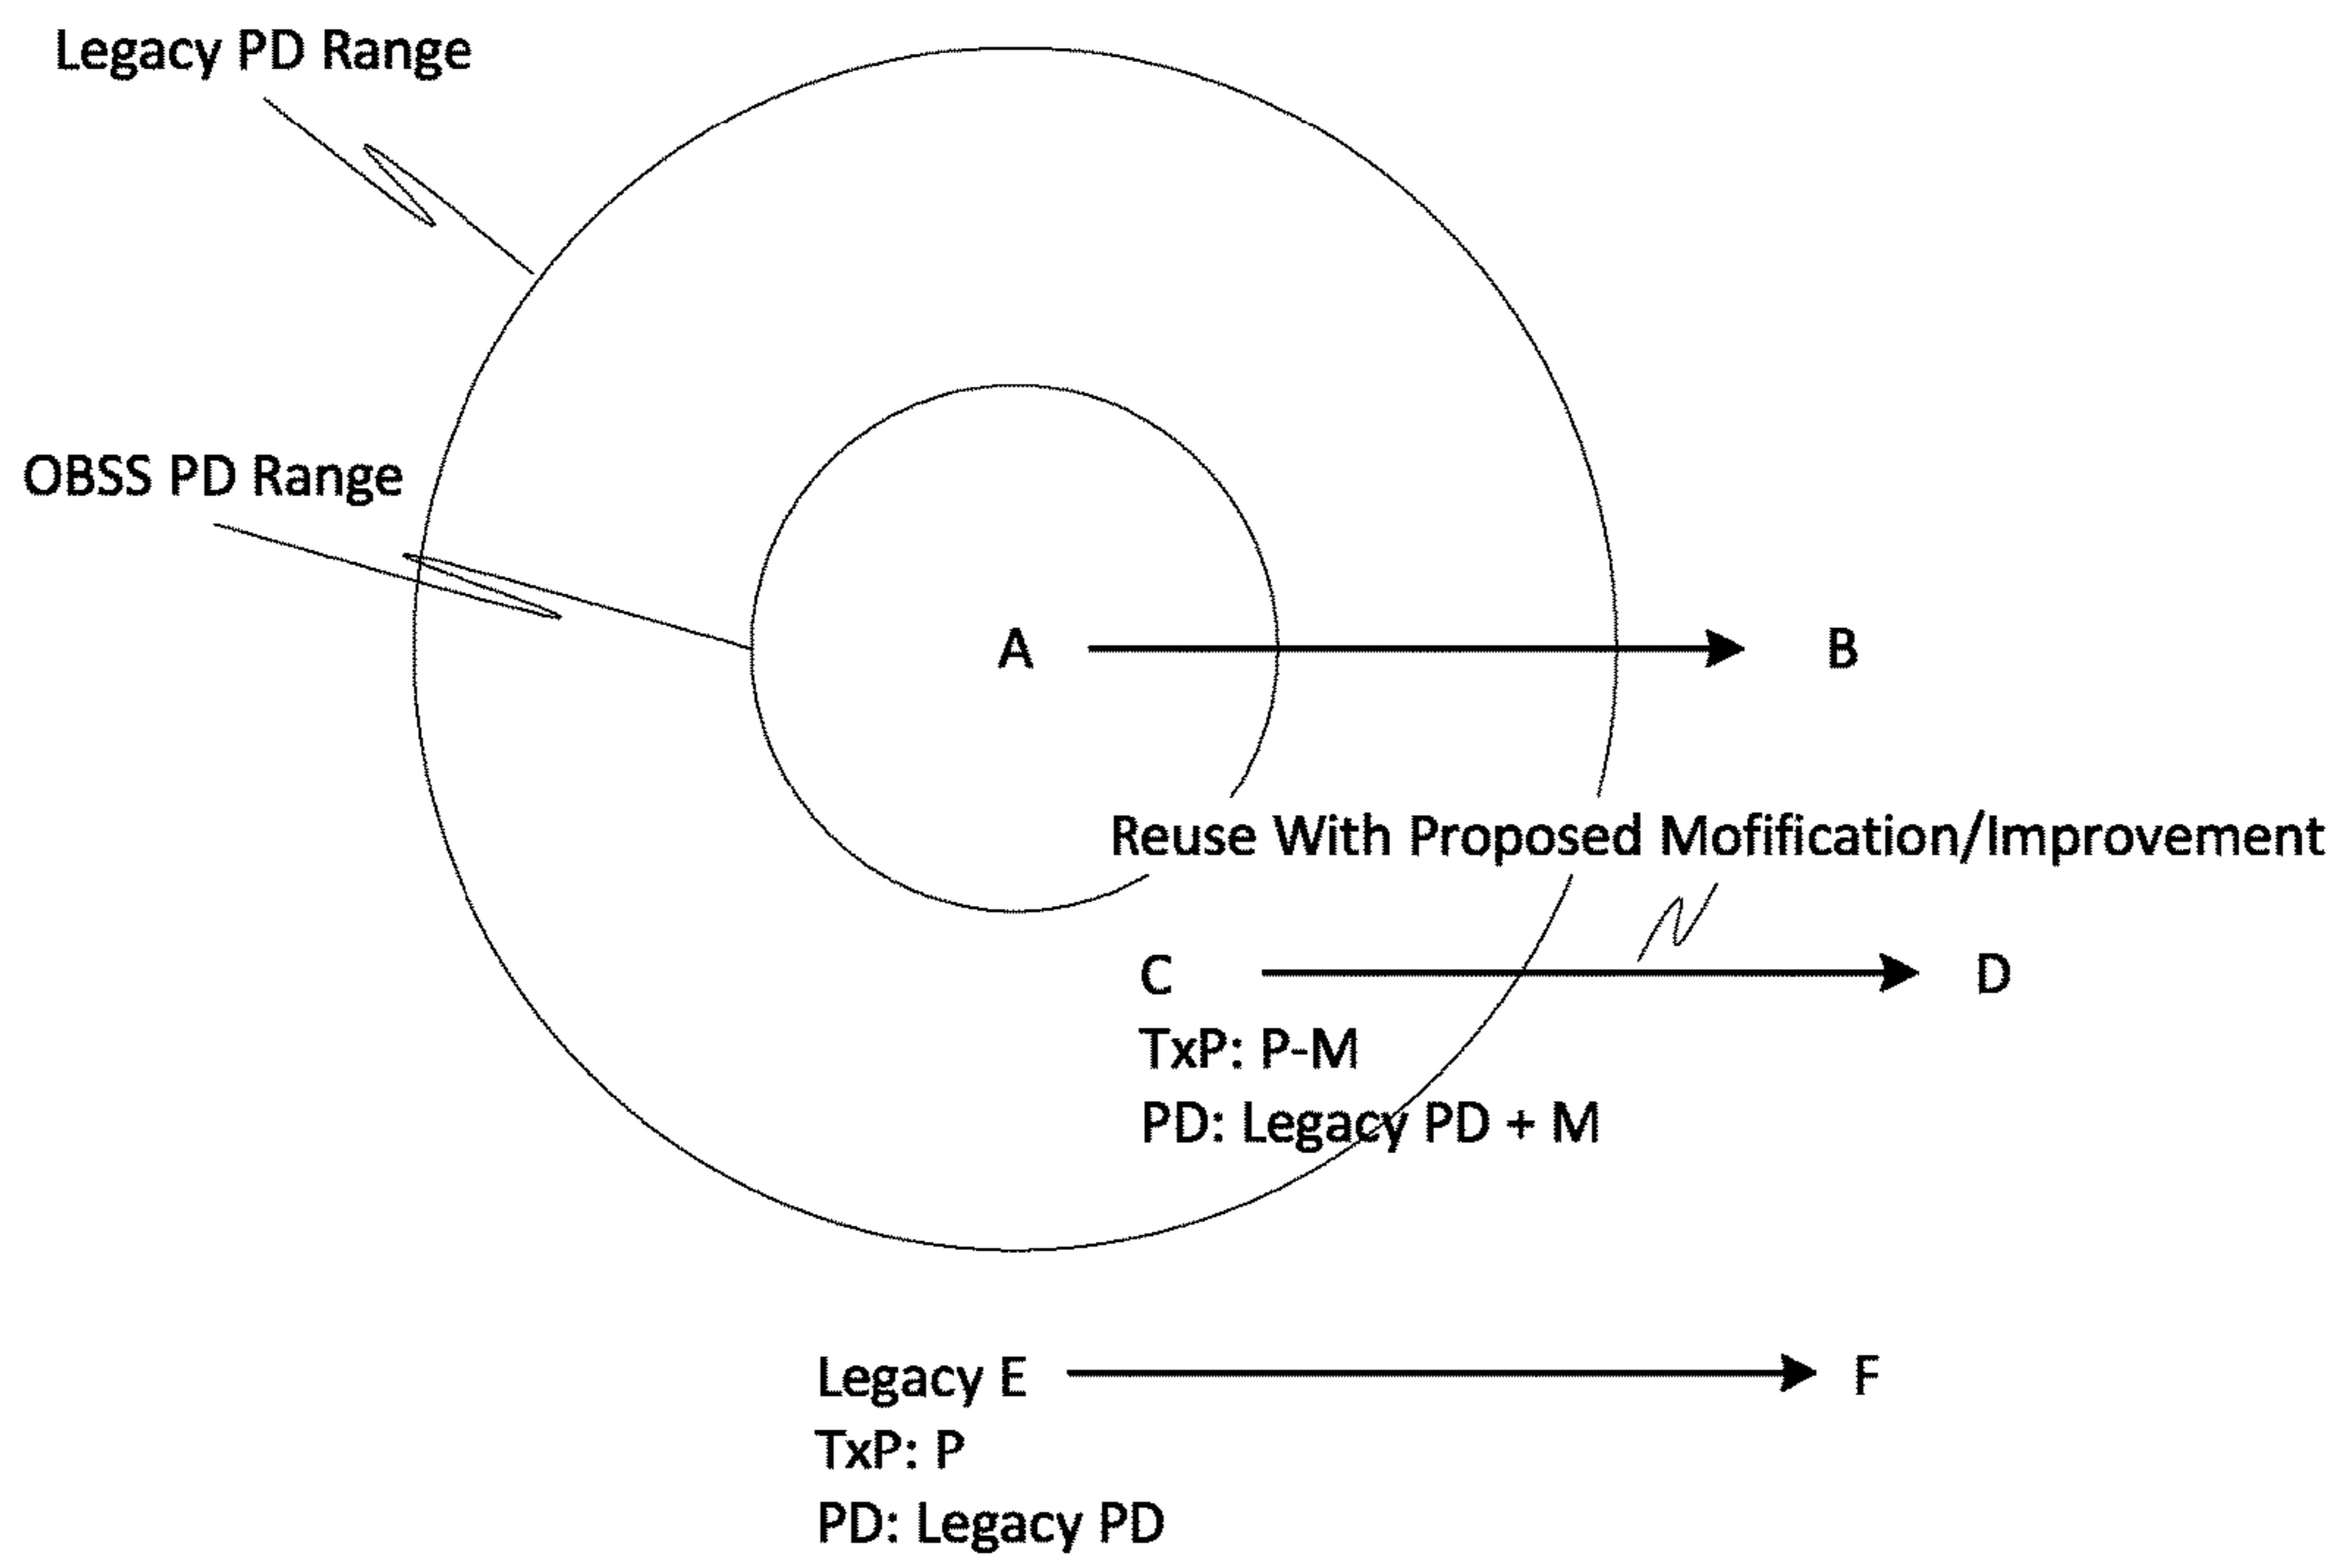 Legacy PD Range
OBSS PD Range
A
B
Reuse With Proposed Mofification/Improvement
C
D
TxP: P-M
PD: Legacy PD + M
Legacy E
F
TxP: P
PD: Legacy PD